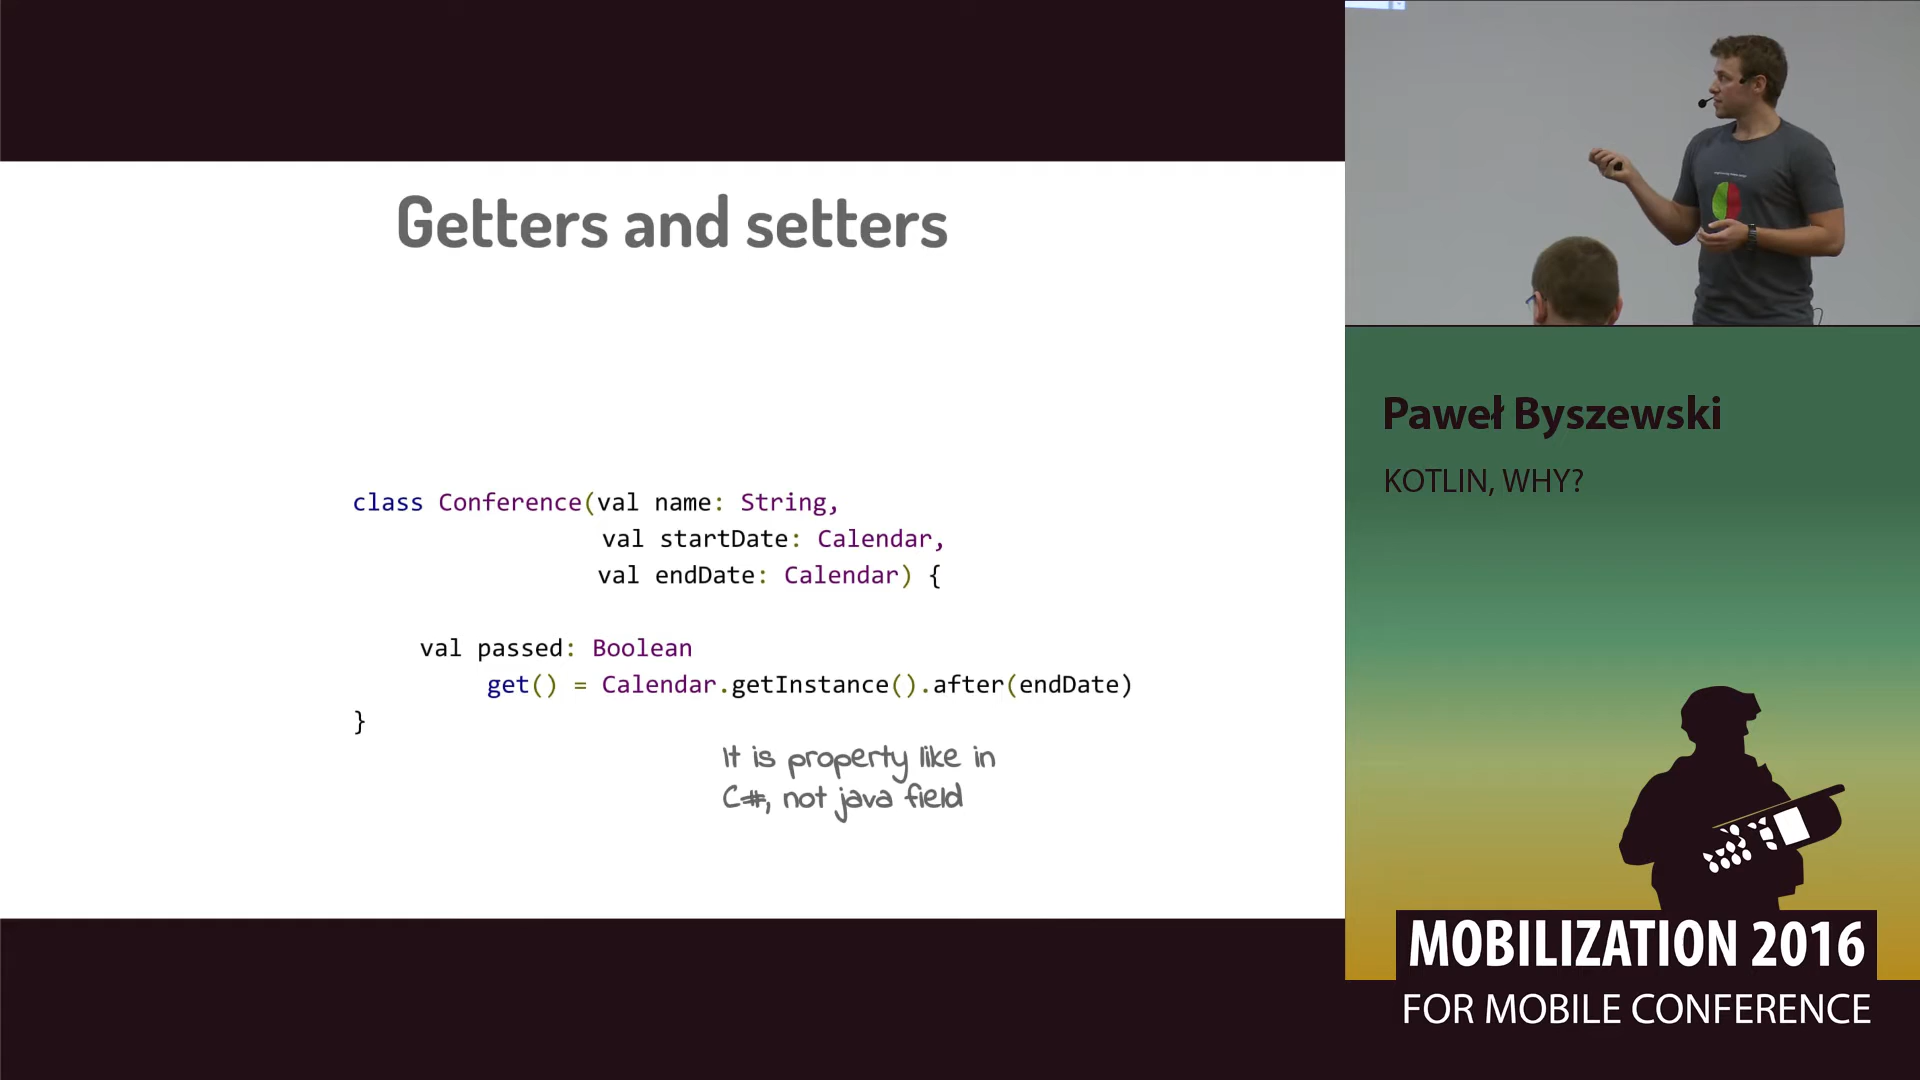 Getters and setters
class Conference(val name: String,
val startDate: Calendar,
val endDate: Calendar) {
val passed: Boolean
get() = Calendar.getInstance().after(endDate)
}
It is property like in
C#, not java field
Paweł Byszewski
KOTLIN, WHY?
MOBILIZATION 2016
FOR MOBILE CONFERENCE